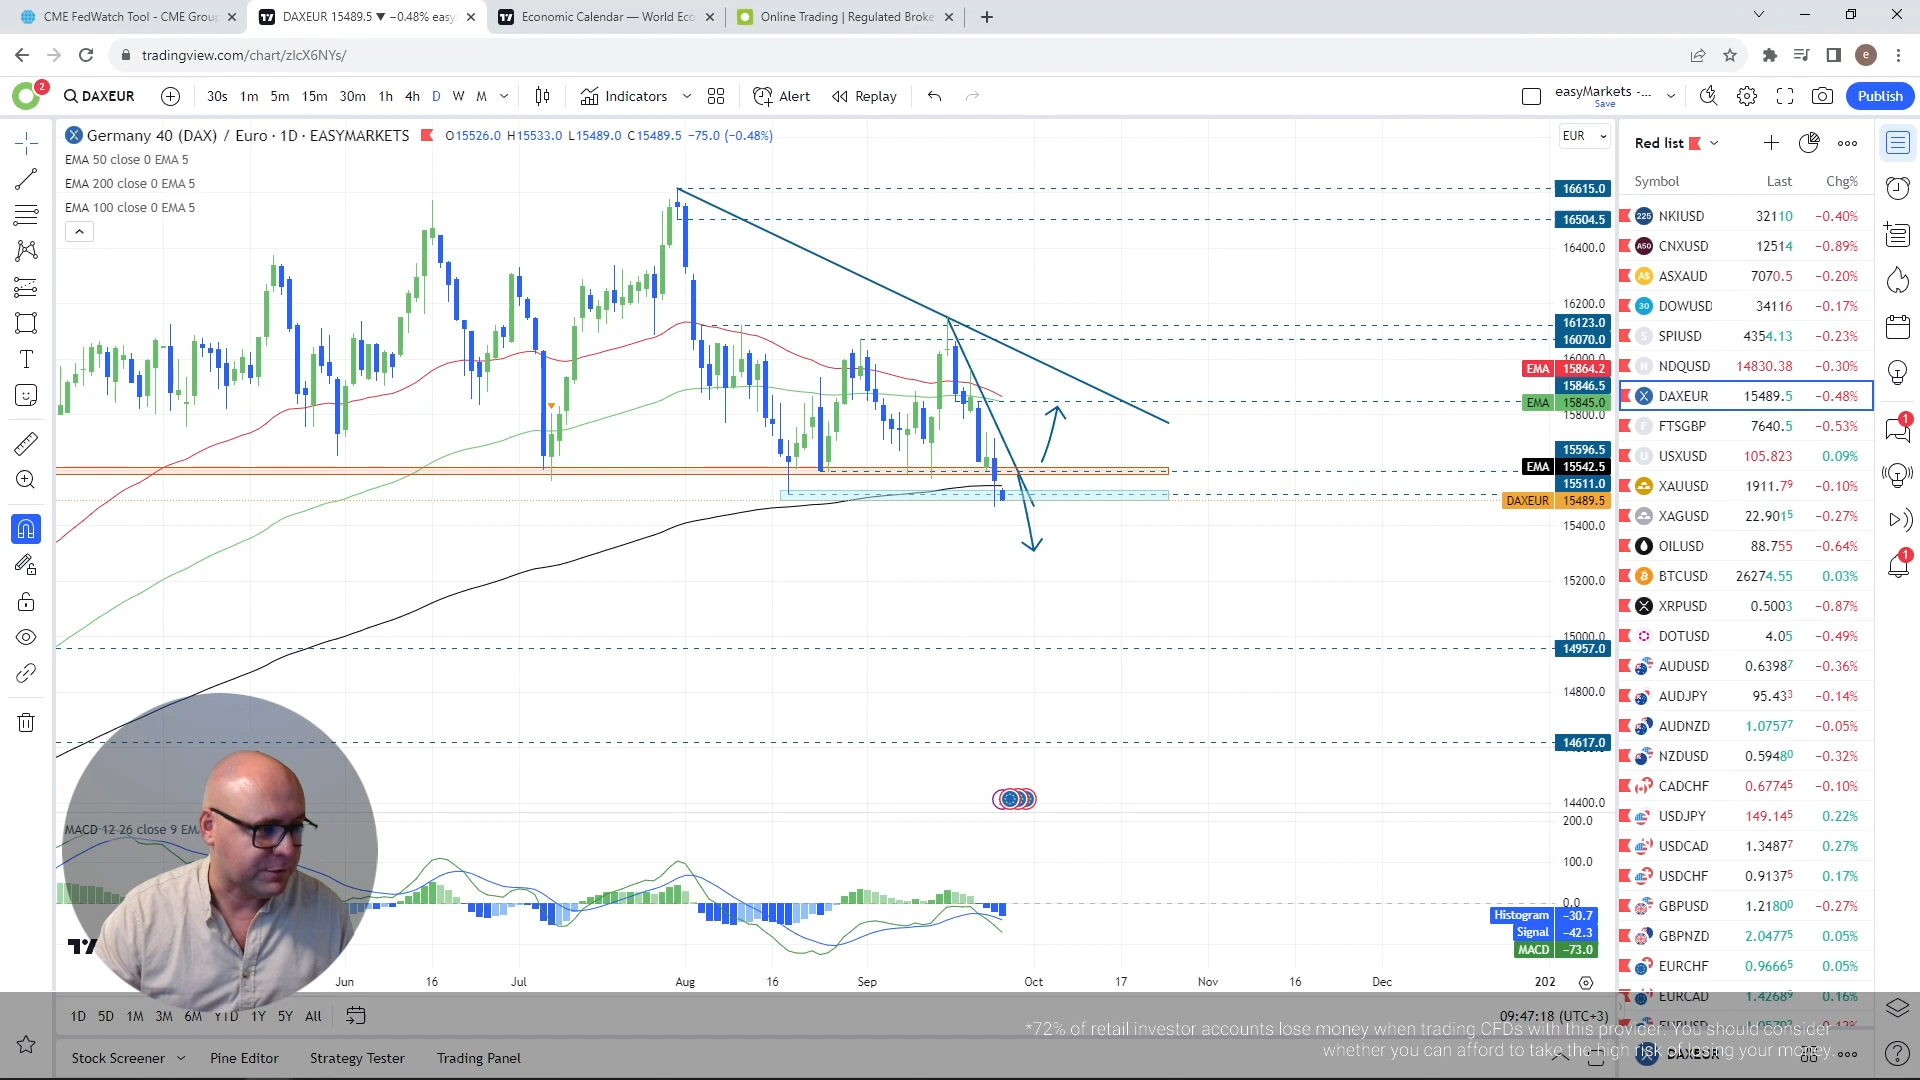 CME FedWatch Tool - CME Group
DAXEUR 15489.5 ▼ −0.48% easy
Economic Calendar — World Eco
Online Trading | Regulated Broke
tradingview.com/chart/zIcX6NYs/
e
2
DAXEUR
30s 1m 5m 15m 30m 1h 4h D W M
Indicators
Alert
Replay
easyMarkets -...
Save
Publish
Germany 40 (DAX) / Euro · 1D · EASYMARKETS
O15526.0 H15533.0 L15489.0 C15489.5 −75.0 (−0.48%)
EMA 50 close 0 EMA 5
EMA 200 close 0 EMA 5
EMA 100 close 0 EMA 5
EUR
16615.0
16504.5
16400.0
16200.0
16123.0
16070.0
16000.0
EMA 15864.2
15846.5
EMA 15845.0
15800.0
15596.5
EMA 15542.5
15511.0
DAXEUR 15489.5
15400.0
15200.0
15000.0
14957.0
14800.0
14617.0
14400.0
200.0
MACD 12 26 close 9 EM
100.0
0.0
Histogram −30.7
Signal −42.3
MACD −73.0
Jun 16 Jul Aug 16 Sep Oct 17 Nov 16 Dec 202
1D 5D 1M 3M 6M YTD 1Y 5Y All
09:47:18 (UTC+3)
Stock Screener Pine Editor Strategy Tester Trading Panel
Red list
Symbol Last Chg%
225 NKIUSD 32110 −0.40%
A50 CNXUSD 12514 −0.89%
A$ ASXAUD 7070.5 −0.20%
30 DOWUSD 34116 −0.17%
S SPIUSD 4354.13 −0.23%
N NDQUSD 14830.38 −0.30%
X DAXEUR 15489.5 −0.48%
F FTSGBP 7640.5 −0.53%
U USXUSD 105.823 0.09%
XAUUSD 1911.79 −0.10%
XAGUSD 22.9015 −0.27%
OILUSD 88.755 −0.64%
BTCUSD 26274.55 0.03%
XRPUSD 0.5003 −0.87%
DOTUSD 4.05 −0.49%
AUDUSD 0.63987 −0.36%
AUDJPY 95.433 −0.14%
AUDNZD 1.07577 −0.05%
NZDUSD 0.59480 −0.32%
CADCHF 0.67745 −0.10%
USDJPY 149.145 0.22%
USDCAD 1.34877 0.27%
USDCHF 0.91375 0.17%
GBPUSD 1.21800 −0.27%
GBPNZD 2.04775 0.05%
EURCHF 0.96665 0.05%
EURCAD 1.42689 0.16%
DAXEUR
1
1
*72% of retail investor accounts lose money when trading CFDs with this provider. You should consider
whether you can afford to take the high risk of losing your money.